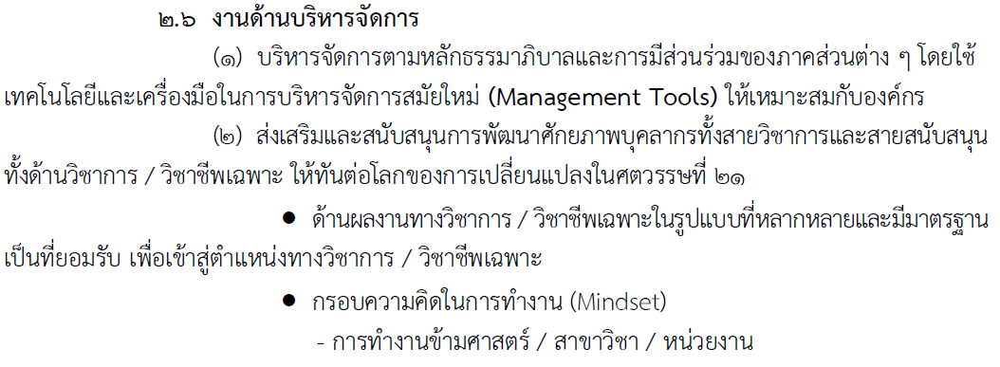 ๒.๖ งานด้านบริหารจัดการ
(๑) บริหารจัดการตามหลักธรรมาภิบาลและการมีส่วนร่วมของภาคส่วนต่าง ๆ โดยใช้
เทคโนโลยีและเครื่องมือในการบริหารจัดการสมัยใหม่ (Management Tools) ให้เหมาะสมกับองค์กร
(๒) ส่งเสริมและสนับสนุนการพัฒนาศักยภาพบุคลากรทั้งสายวิชาการและสายสนับสนุน
ทั้งด้านวิชาการ / วิชาชีพเฉพาะ ให้ทันต่อโลกของการเปลี่ยนแปลงในศตวรรษที่ ๒๑
● ด้านผลงานทางวิชาการ / วิชาชีพเฉพาะในรูปแบบที่หลากหลายและมีมาตรฐาน
เป็นที่ยอมรับ เพื่อเข้าสู่ตำแหน่งทางวิชาการ / วิชาชีพเฉพาะ
● กรอบความคิดในการทำงาน (Mindset)
- การทำงานข้ามศาสตร์ / สาขาวิชา / หน่วยงาน